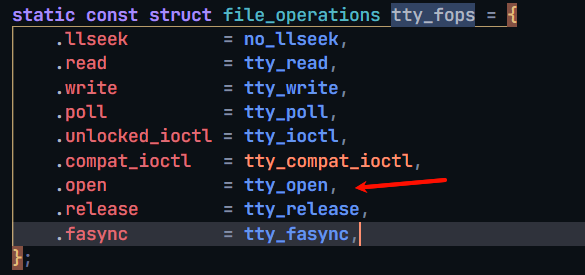 static const struct file_operations tty_fops = {
.llseek = no_llseek,
.read = tty_read,
.write = tty_write,
.poll = tty_poll,
.unlocked_ioctl = tty_ioctl,
.compat_ioctl = tty_compat_ioctl,
.open = tty_open,
.release = tty_release,
.fasync = tty_fasync,
};